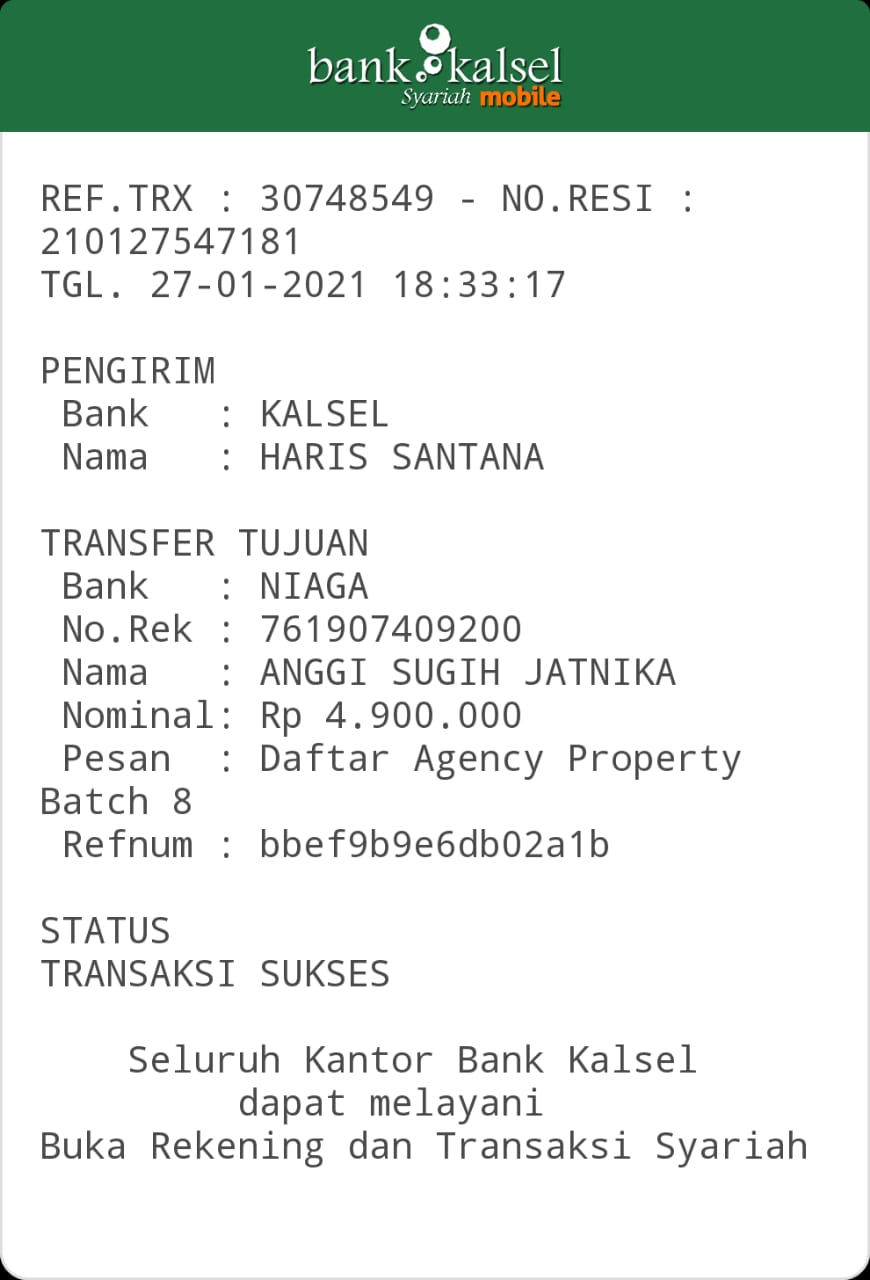 bank kalsel
Syariah mobile
REF.TRX : 30748549 - NO.RESI :
210127547181
TGL. 27-01-2021 18:33:17
PENGIRIM
Bank : KALSEL
Nama : HARIS SANTANA
TRANSFER TUJUAN
Bank : NIAGA
No.Rek : 761907409200
Nama : ANGGI SUGIH JATNIKA
Nominal: Rp 4.900.000
Pesan : Daftar Agency Property
Batch 8
Refnum : bbef9b9e6db02a1b
STATUS
TRANSAKSI SUKSES
Seluruh Kantor Bank Kalsel
dapat melayani
Buka Rekening dan Transaksi Syariah